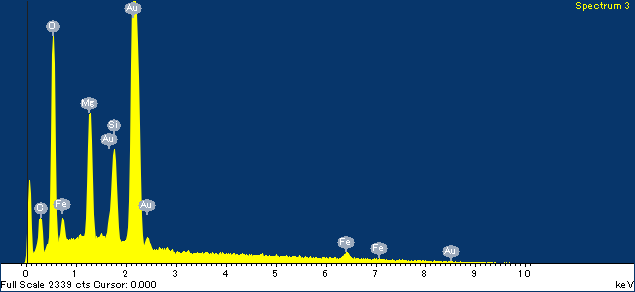 Spectrum 3
Au
O
Mg
Si
Au
C
Fe
Au
Fe
Fe
Au
0 1 2 3 4 5 6 7 8 9 10
Full Scale 2339 cts Cursor: 0.000 keV